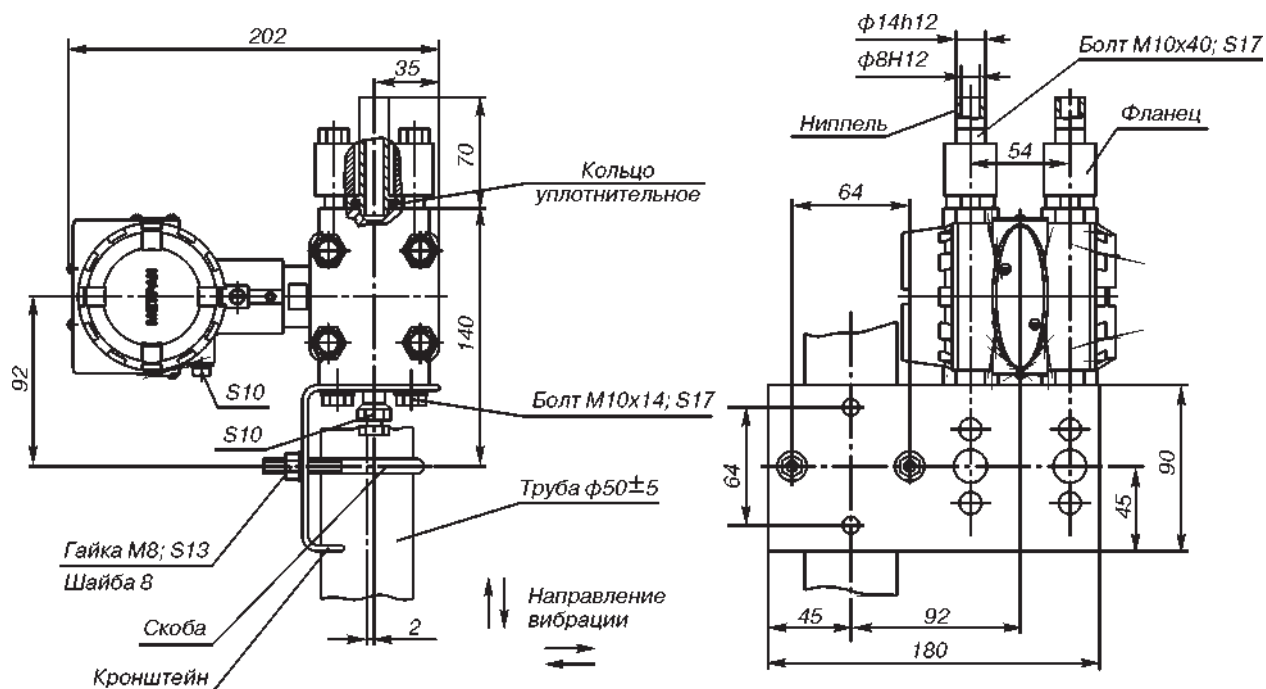 202
35
70
140
92
Кольцо
уплотнительное
МЕТРАН
S10
S10
Болт М10х14; S17
Труба ф50±5
Гайка М8; S13
Шайба 8
Скоба
Кронштейн
2
Направление
вибрации
ф14h12
ф8Н12
Болт М10х40; S17
Ниппель
Фланец
54
64
64
90
45
45
92
180